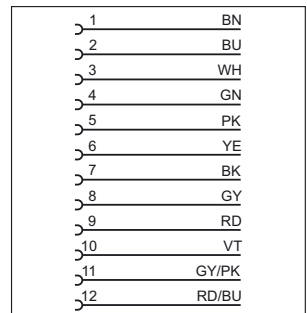 1 BN
2 BU
3 WH
4 GN
5 PK
6 YE
7 BK
8 GY
9 RD
10 VT
11 GY/PK
12 RD/BU